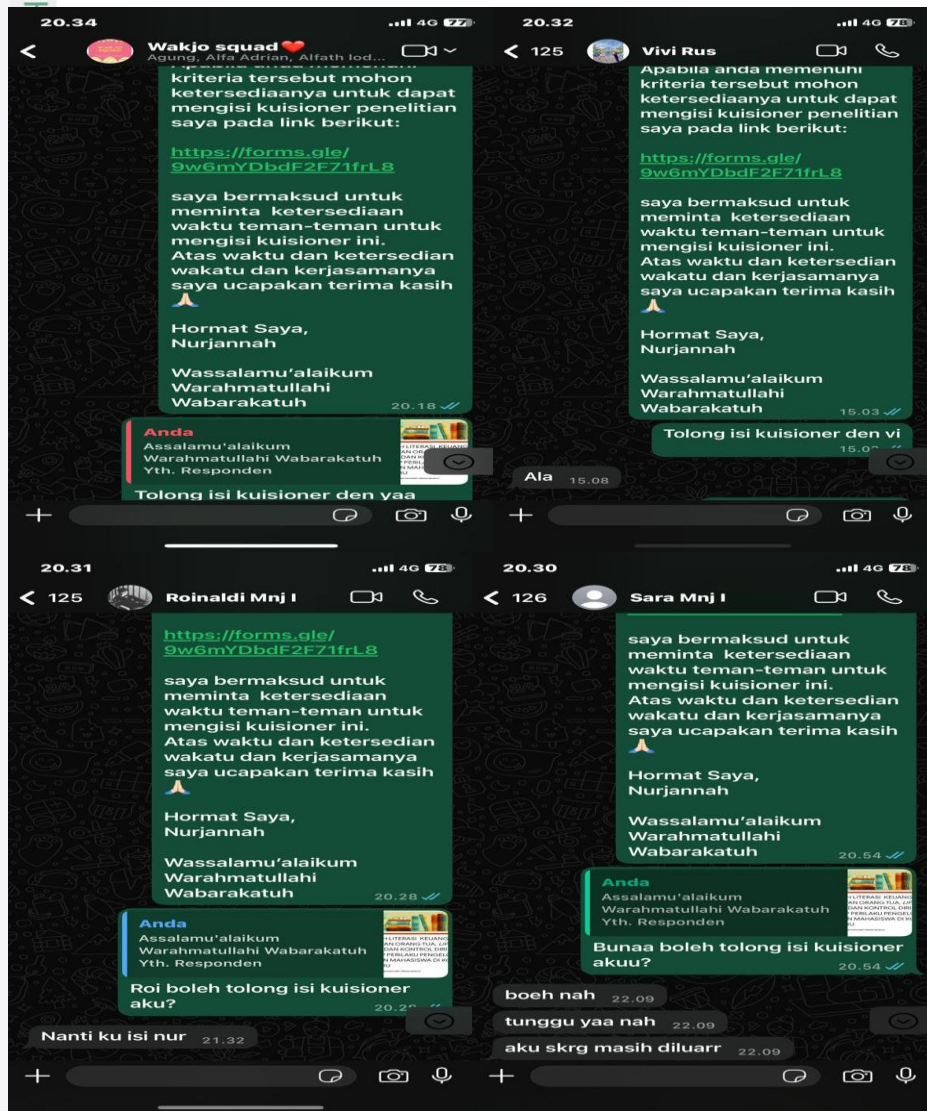 20.34
4G 77
Wakjo squad❤️
Agung, Alfa Adrian, Alfath Iod...
kriteria tersebut mohon
ketersediaanya untuk dapat
mengisi kuisioner penelitian
saya pada link berikut:
https://forms.gle/
9w6mYDbdF2F71frL8
saya bermaksud untuk
meminta ketersediaan
waktu teman-teman untuk
mengisi kuisioner ini.
Atas waktu dan ketersedian
wakatu dan kerjasamanya
saya ucapakan terima kasih
🙏🏻
Hormat Saya,
Nurjannah
Wassalamu’alaikum
Warahmatullahi
Wabarakatuh
20.18
Anda
Assalamu'alaikum
Warahmatullahi Wabarakatuh
Yth. Responden
Tolong isi kuisioner den yaa
20.32
4G 78
125
Vivi Rus
Apabila anda memenuhi
kriteria tersebut mohon
ketersediaanya untuk dapat
mengisi kuisioner penelitian
saya pada link berikut:
https://forms.gle/
9w6mYDbdF2F71frL8
saya bermaksud untuk
meminta ketersediaan
waktu teman-teman untuk
mengisi kuisioner ini.
Atas waktu dan ketersedian
wakatu dan kerjasamanya
saya ucapakan terima kasih
🙏🏻
Hormat Saya,
Nurjannah
Wassalamu’alaikum
Warahmatullahi
Wabarakatuh
15.03
Tolong isi kuisioner den vi
Ala 15.08
20.31
4G 78
125
Roinaldi Mnj I
https://forms.gle/
9w6mYDbdF2F71frL8
saya bermaksud untuk
meminta ketersediaan
waktu teman-teman untuk
mengisi kuisioner ini.
Atas waktu dan ketersedian
wakatu dan kerjasamanya
saya ucapakan terima kasih
🙏🏻
Hormat Saya,
Nurjannah
Wassalamu’alaikum
Warahmatullahi
Wabarakatuh
20.28
Anda
Assalamu'alaikum
Warahmatullahi Wabarakatuh
Yth. Responden
Roi boleh tolong isi kuisioner
aku?
Nanti ku isi nur 21.32
20.30
4G 78
126
Sara Mnj I
saya bermaksud untuk
meminta ketersediaan
waktu teman-teman untuk
mengisi kuisioner ini.
Atas waktu dan ketersedian
wakatu dan kerjasamanya
saya ucapakan terima kasih
🙏🏻
Hormat Saya,
Nurjannah
Wassalamu’alaikum
Warahmatullahi
Wabarakatuh
20.54
Anda
Assalamu'alaikum
Warahmatullahi Wabarakatuh
Yth. Responden
Bunaa boleh tolong isi kuisioner
akuu?
20.54
boeh nah 22.09
tunggu yaa nah 22.09
aku skrg masih diluarr 22.09